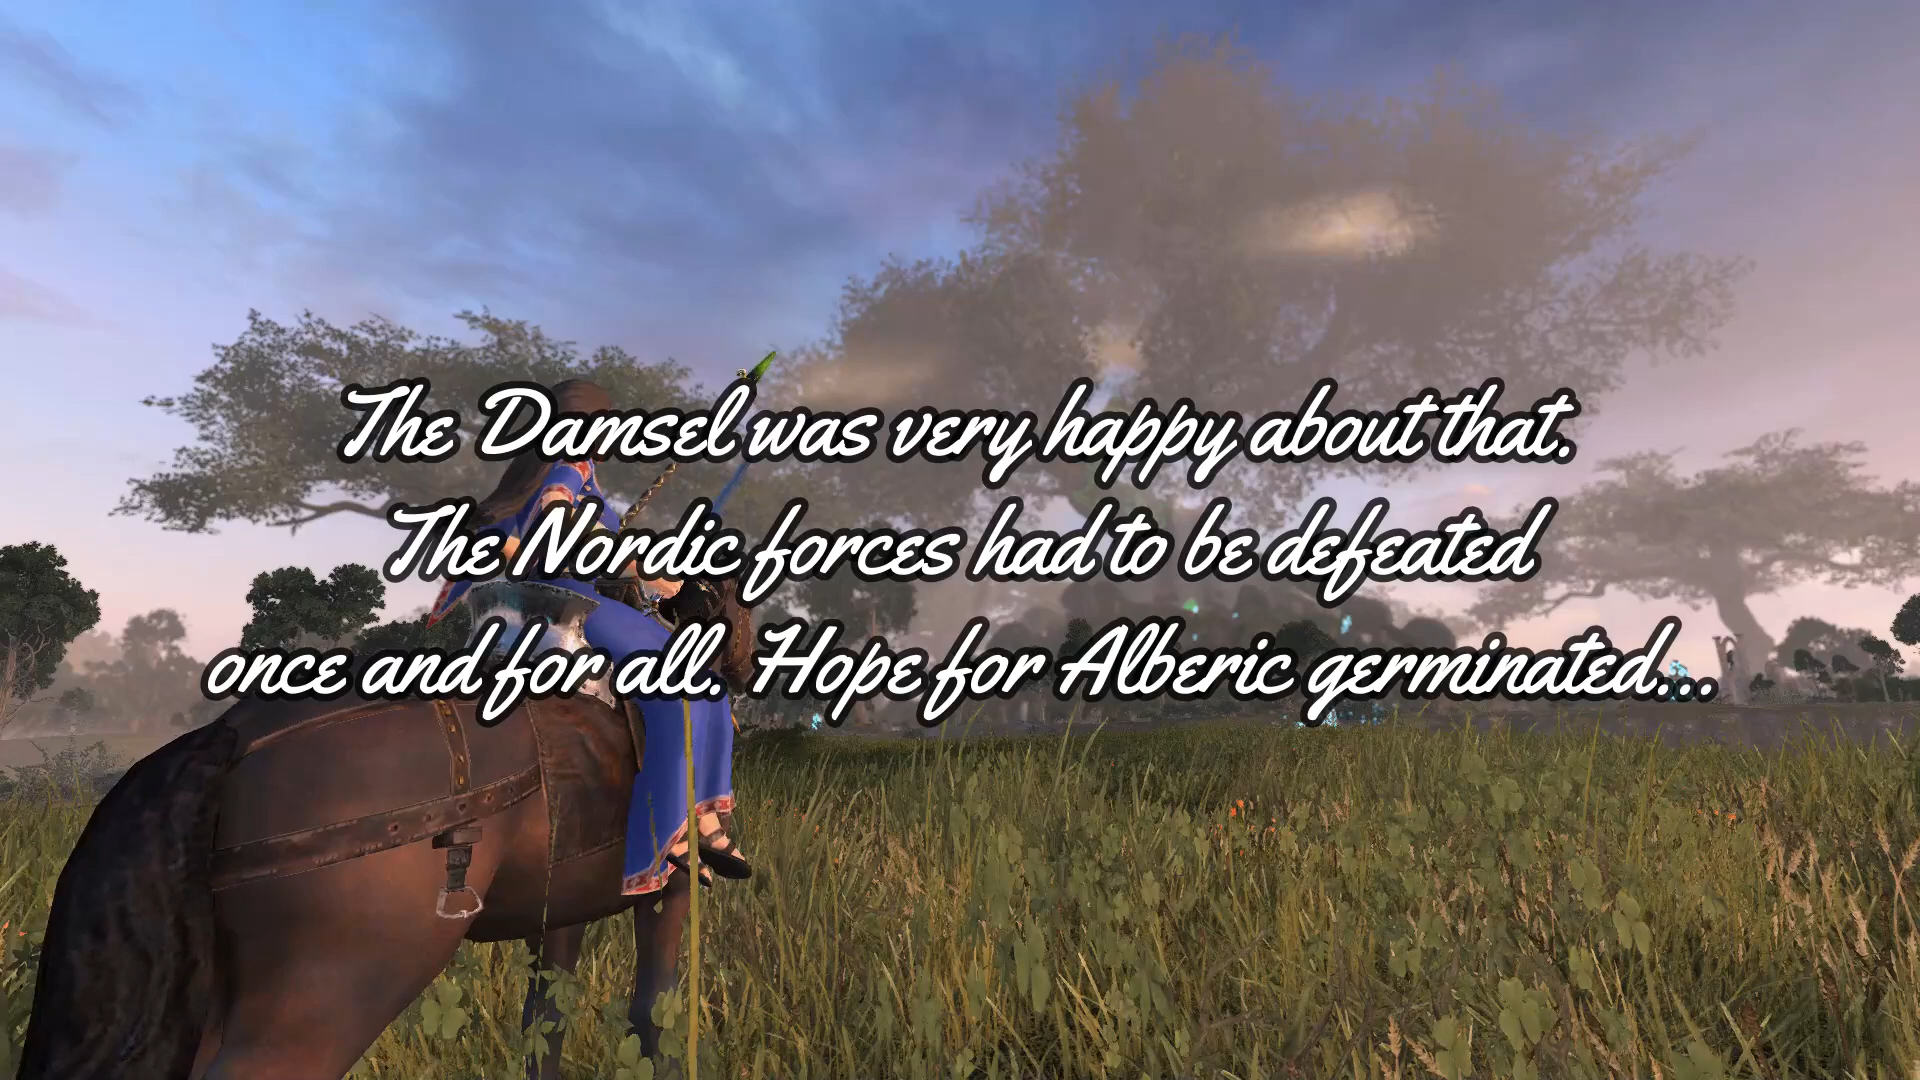 The Damsel was very happy about that.
The Nordic forces had to be defeated
once and for all. Hope for Alberic germinated...